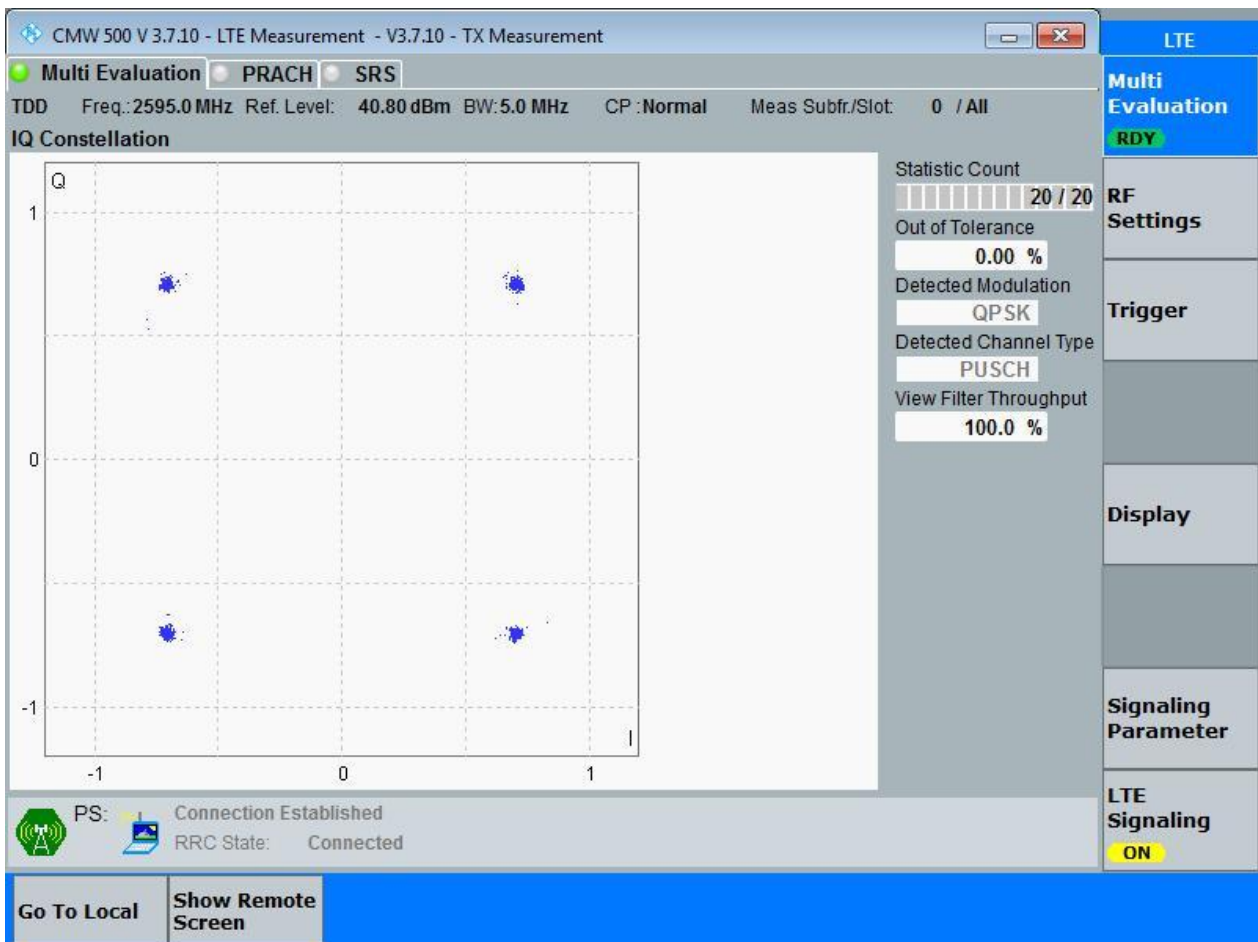 CMW 500 V 3.7.10 - LTE Measurement - V3.7.10 - TX Measurement
LTE
Multi Evaluation PRACH SRS
TDD Freq.: 2595.0 MHz Ref. Level: 40.80 dBm BW: 5.0 MHz CP : Normal Meas Subfr./Slot: 0 / All
IQ Constellation
Q
1
0
-1
I
-1 0 1
Statistic Count
20 / 20
Out of Tolerance
0.00 %
Detected Modulation
QPSK
Detected Channel Type
PUSCH
View Filter Throughput
100.0 %
Multi
Evaluation
RDY
RF
Settings
Trigger
Display
Signaling
Parameter
LTE
Signaling
ON
PS: Connection Established
RRC State: Connected
Go To Local
Show Remote
Screen